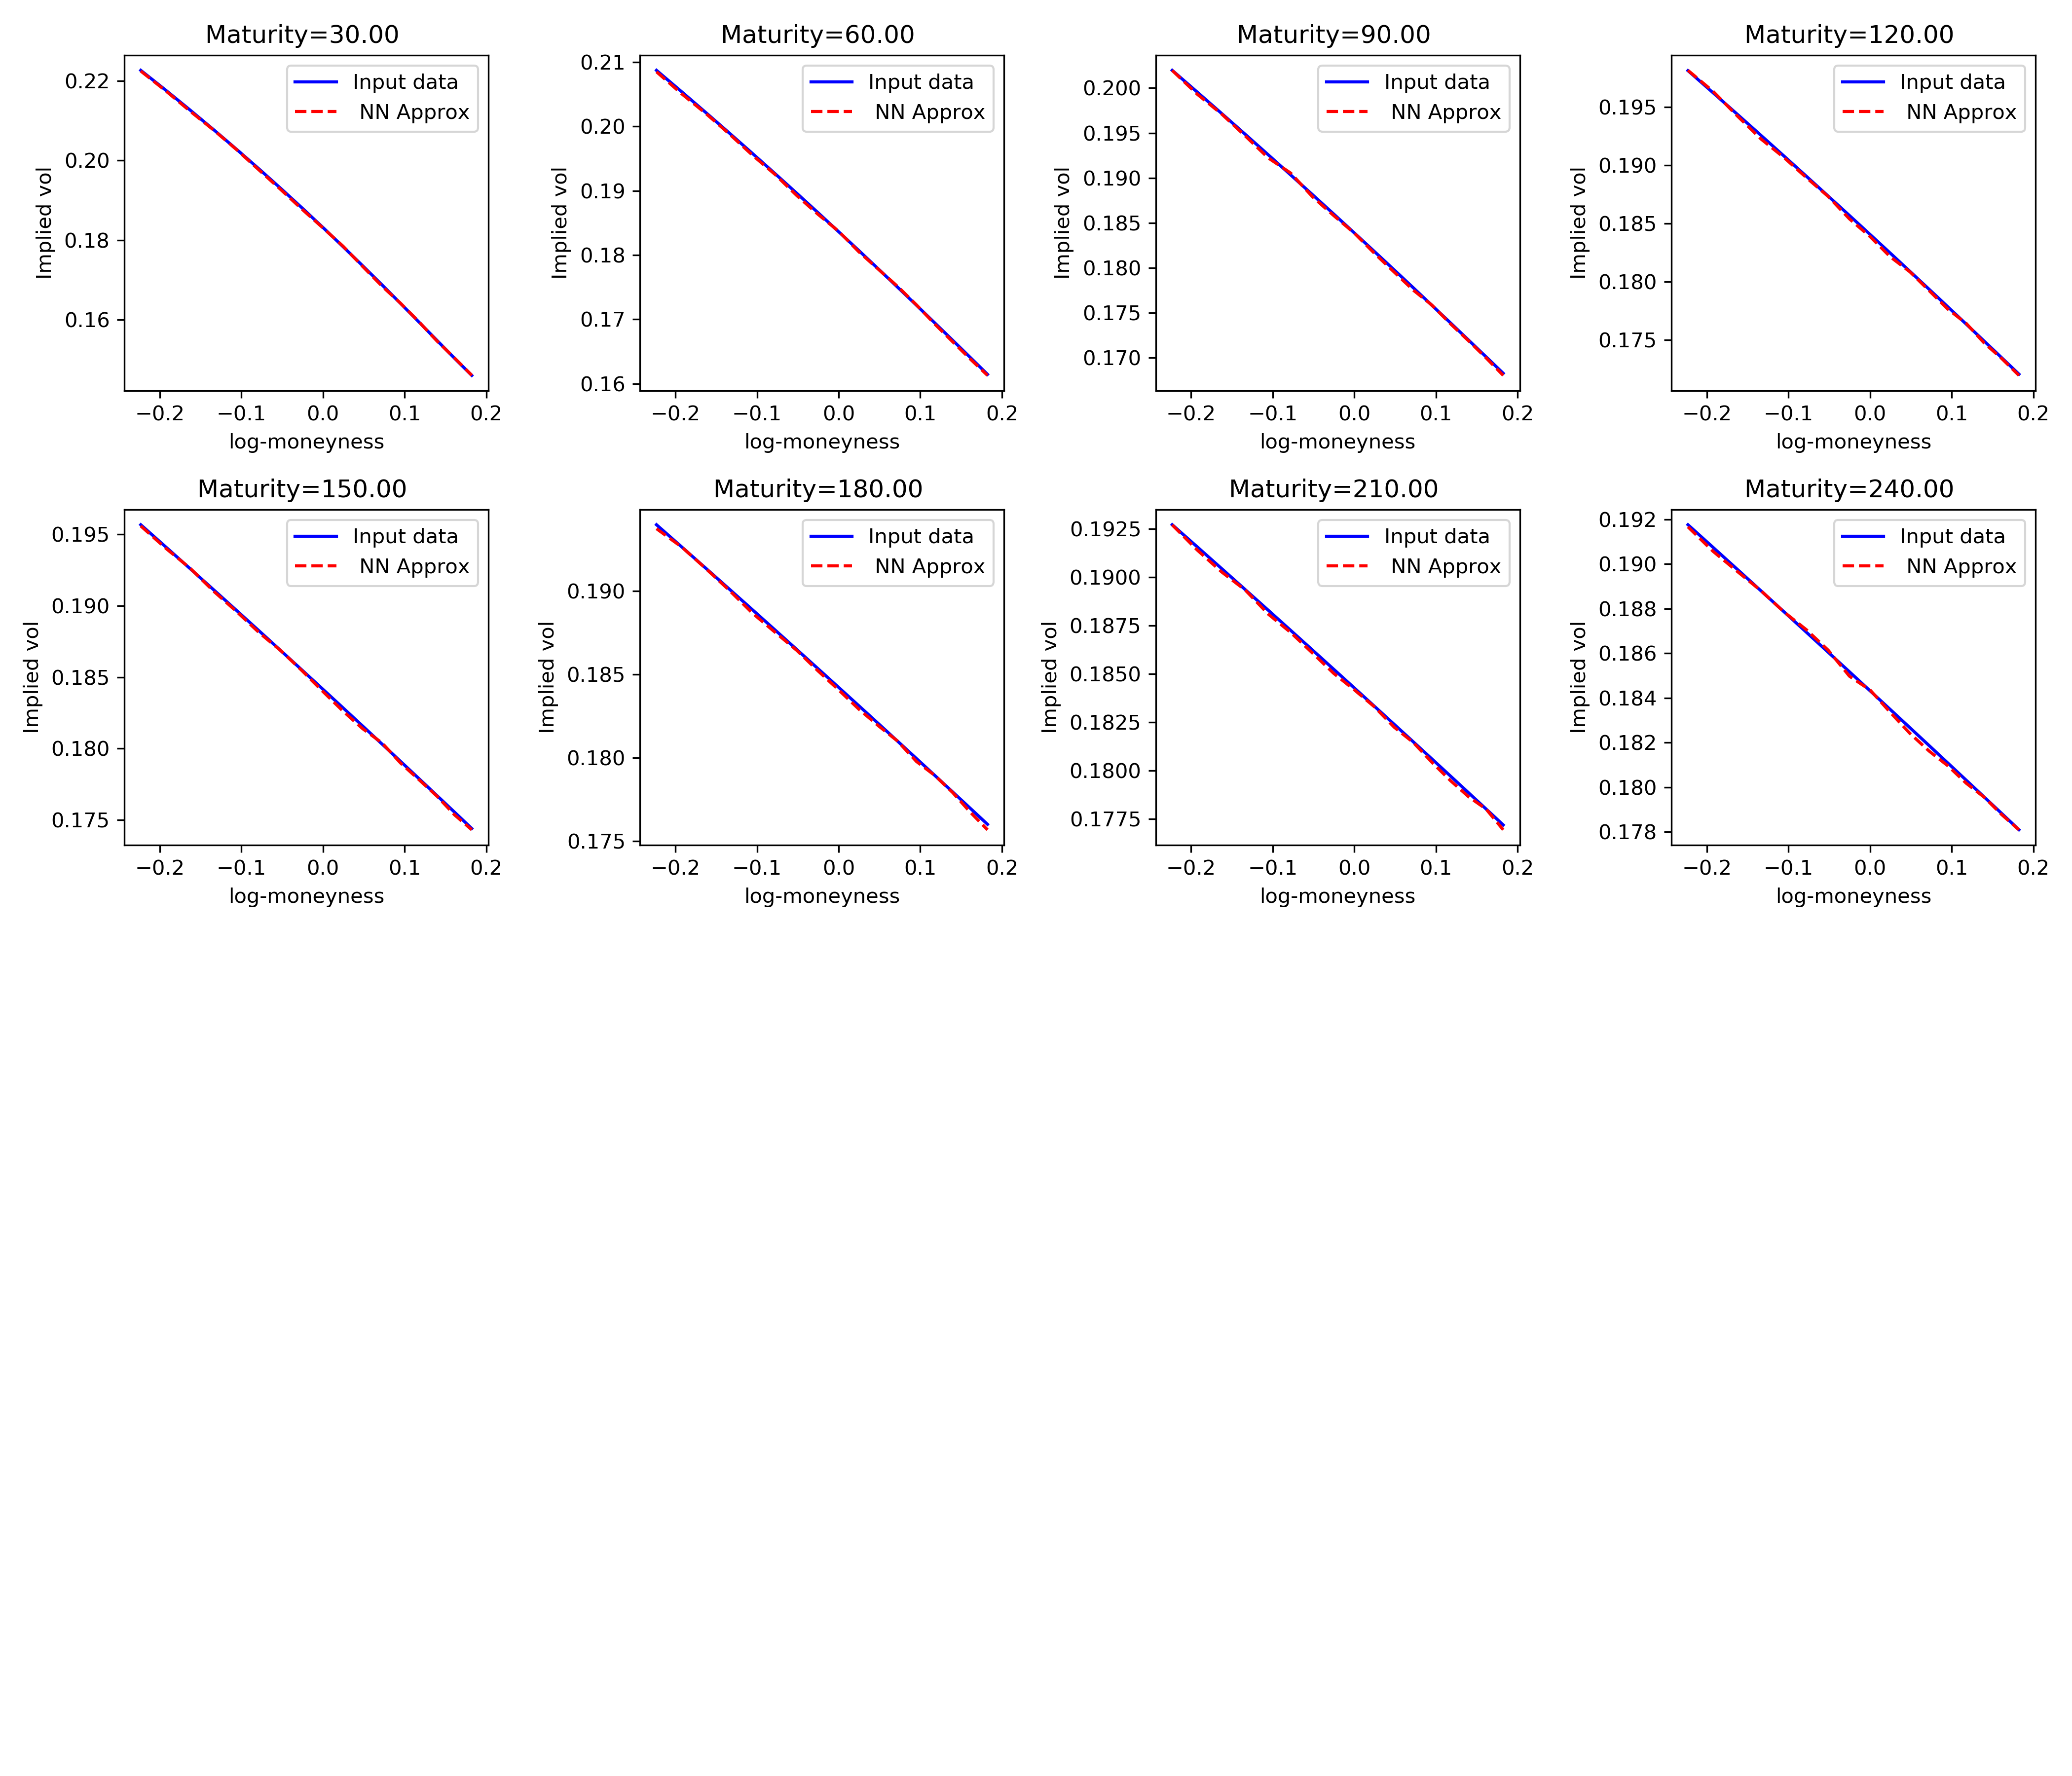 Maturity=30.00
0.22
0.20
0.18
0.16
Implied vol
Input data
NN Approx
−0.2 −0.1 0.0 0.1 0.2
log-moneyness
Maturity=60.00
0.21
0.20
0.19
0.18
0.17
0.16
Implied vol
Input data
NN Approx
−0.2 −0.1 0.0 0.1 0.2
log-moneyness
Maturity=90.00
0.200
0.195
0.190
0.185
0.180
0.175
0.170
Implied vol
Input data
NN Approx
−0.2 −0.1 0.0 0.1 0.2
log-moneyness
Maturity=120.00
0.195
0.190
0.185
0.180
0.175
Implied vol
Input data
NN Approx
−0.2 −0.1 0.0 0.1 0.2
log-moneyness
Maturity=150.00
0.195
0.190
0.185
0.180
0.175
Implied vol
Input data
NN Approx
−0.2 −0.1 0.0 0.1 0.2
log-moneyness
Maturity=180.00
0.190
0.185
0.180
0.175
Implied vol
Input data
NN Approx
−0.2 −0.1 0.0 0.1 0.2
log-moneyness
Maturity=210.00
0.1925
0.1900
0.1875
0.1850
0.1825
0.1800
0.1775
Implied vol
Input data
NN Approx
−0.2 −0.1 0.0 0.1 0.2
log-moneyness
Maturity=240.00
0.192
0.190
0.188
0.186
0.184
0.182
0.180
0.178
Implied vol
Input data
NN Approx
−0.2 −0.1 0.0 0.1 0.2
log-moneyness